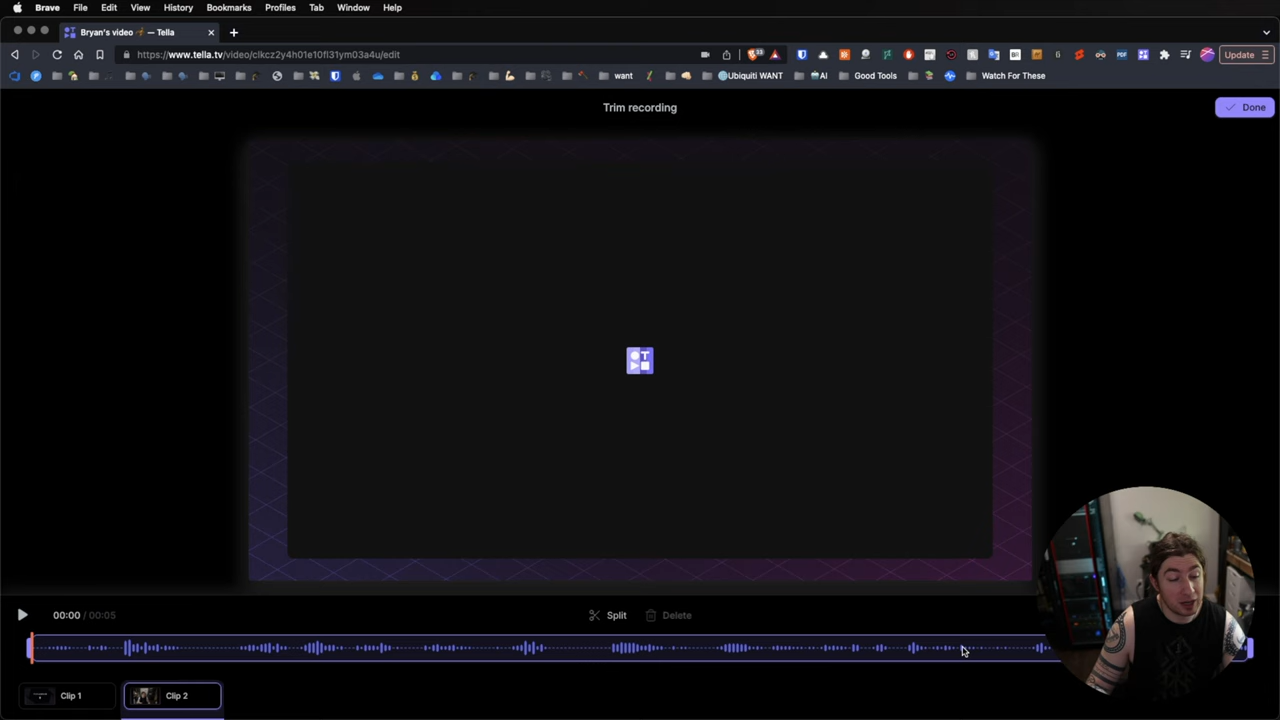 Brave File Edit View History Bookmarks Profiles Tab Window Help
Bryan's video — Tella
https://www.tella.tv/video/clkcz2y4h01e10fl31ym03a4u/edit
33
PDF
Update
want
Ubiquiti WANT
AI
Good Tools
Watch For These
Trim recording
Done
00:00 / 00:05
Split
Delete
Clip 1
Clip 2